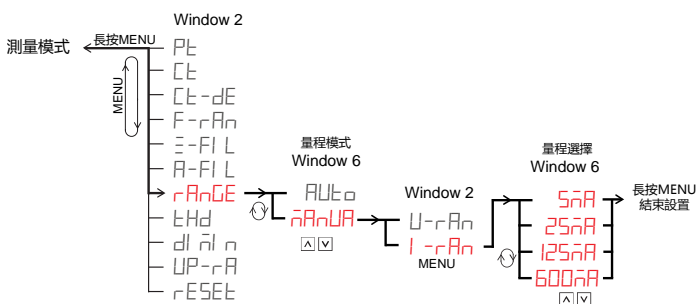 Window 2
測量模式
長按MENU
MENU
Pt
Ct
Ct-dE
F-rAn
Ξ-FIL
A-FIL
rAnGE
tHd
dImIn
UP-rA
rESEt
量程模式
Window 6
AUto
mAnUA
Window 2
U-rAn
I-rAn
MENU
量程選擇
Window 6
5mA
25mA
125mA
600mA
長按MENU
結束設置